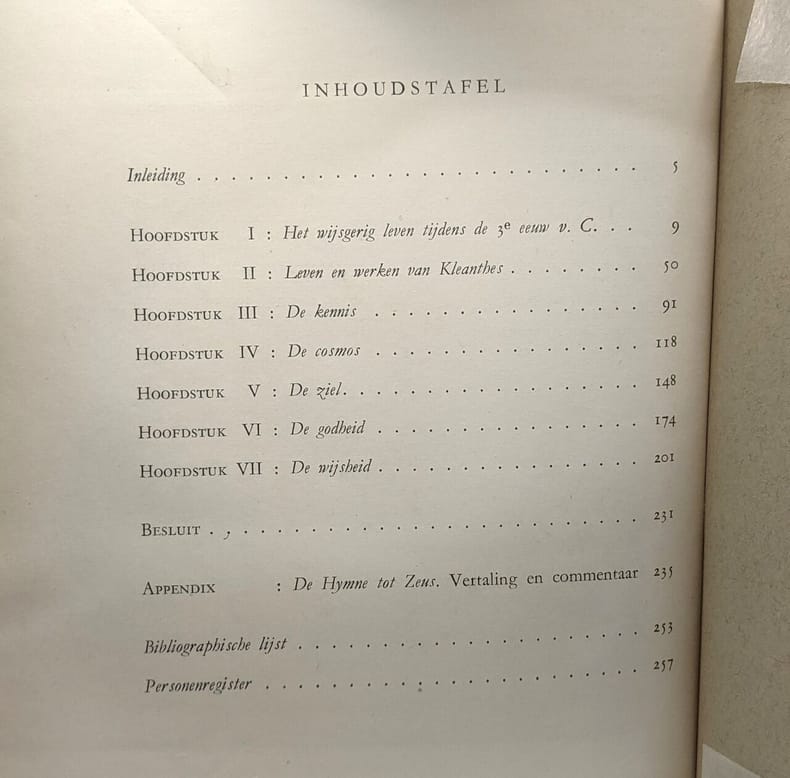 INHOUDSTAFEL
Inleiding . . . . . . . . . . . . . . . . . . . . . . . . . . 5
HOOFDSTUK I : Het wijsgerig leven tijdens de 3e eeuw v. C. . . 9
HOOFDSTUK II : Leven en werken van Kleanthes . . . . . . . 50
HOOFDSTUK III : De kennis . . . . . . . . . . . . . . . . 91
HOOFDSTUK IV : De cosmos . . . . . . . . . . . . . . . . 118
HOOFDSTUK V : De ziel. . . . . . . . . . . . . . . . . 148
HOOFDSTUK VI : De godheid . . . . . . . . . . . . . . . 174
HOOFDSTUK VII : De wijsheid . . . . . . . . . . . . . . . 201
BESLUIT . , . . . . . . . . . . . . . . . . . . . . . 231
APPENDIX : De Hymne tot Zeus. Vertaling en commentaar 235
Bibliographische lijst . . . . . . . . . . . . . . . . . . . 253
Personenregister . . . . . . . . . . . . . . . . . . . . 257